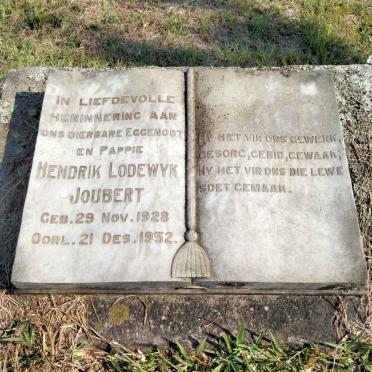 IN LIEFDEVOLLE
HERINNERING AAN
ONS DIERBARE EGGENOOT
EN PAPPIE
HENDRIK LODEWYK
JOUBERT
GEB. 29 NOV. 1928
OORL. 21 DES. 1952.
HY HET VIR ONS GEWERK,
GESORG, GEBID, GEWAAK;
HY HET VIR ONS DIE LEWE
SOET GEMAAK.